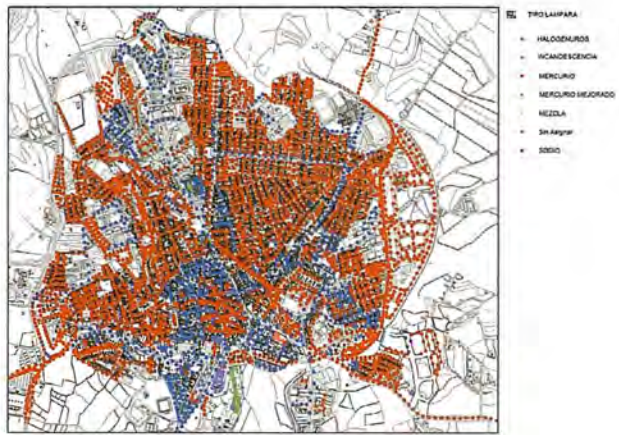 TIPO LAMPARA
HALOGENUROS
INCANDESCENCIA
MERCURIO
MERCURIO MEJORADO
MEZCLA
Sin Asignar
SODIO